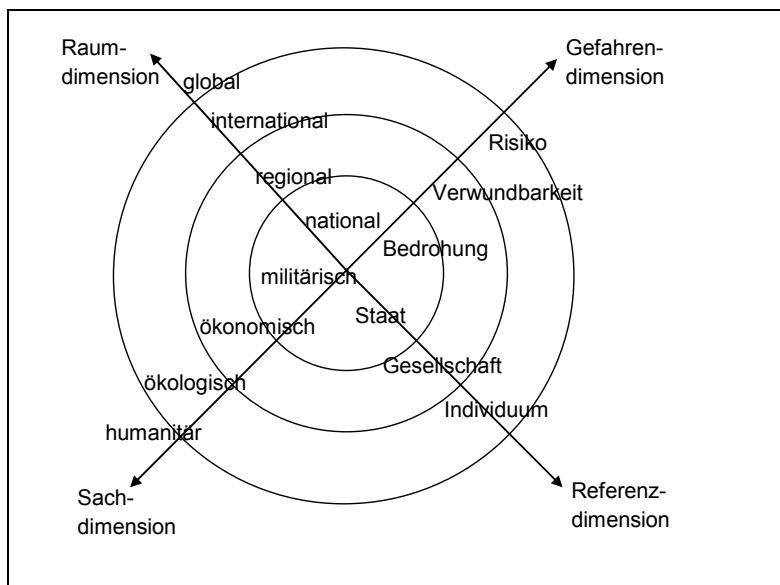 Raum-
dimension
Gefahren-
dimension
global
international
Risiko
regional
Verwundbarkeit
national
Bedrohung
militärisch
Staat
ökonomisch
Gesellschaft
ökologisch
Individuum
humanitär
Sach-
dimension
Referenz-
dimension